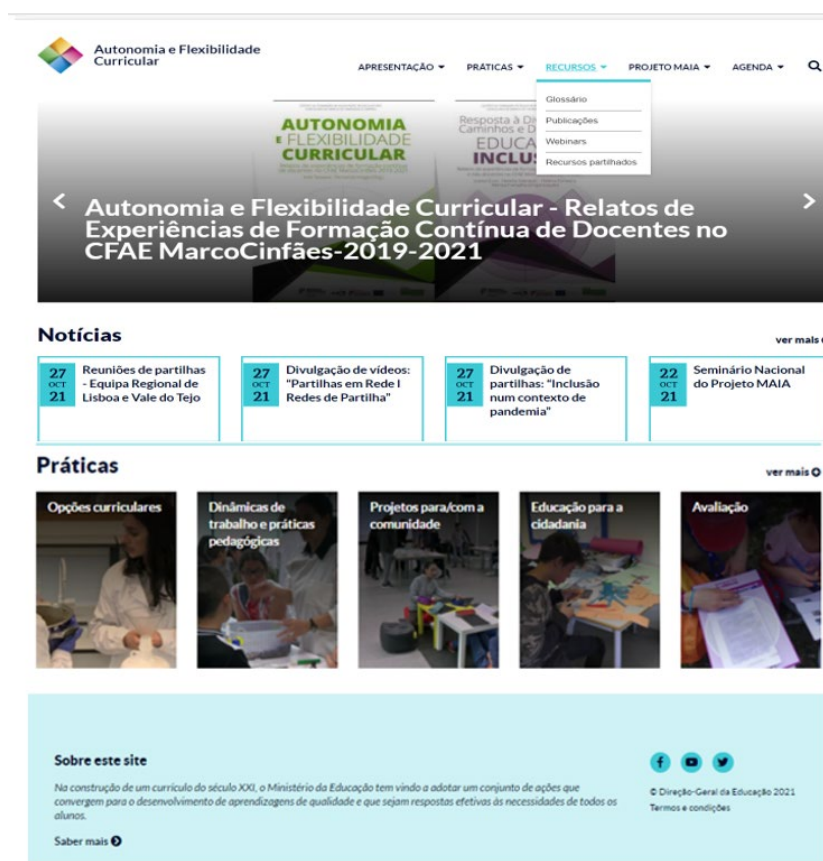 Autonomia e Flexibilidade
Curricular
APRESENTAÇÃO
PRÁTICAS
RECURSOS
PROJETO MAIA
AGENDA
Glossário
Publicações
Webinars
Recursos partilhados
AUTONOMIA
E FLEXIBILIDADE
CURRICULAR
Resposta à
Caminhos e
EDUCA
INCLUS
Autonomia e Flexibilidade Curricular - Relatos de
Experiências de Formação Contínua de Docentes no
CFAE MarcoCinfães-2019-2021
Notícias
ver mais
27
OCT
21
Reuniões de partilhas
- Equipa Regional de
Lisboa e Vale do Tejo
27
OCT
21
Divulgação de vídeos:
"Partilhas em Rede I
Redes de Partilha"
27
OCT
21
Divulgação de
partilhas: "Inclusão
num contexto de
pandemia"
22
OCT
21
Seminário Nacional
do Projeto MAIA
Práticas
ver mais
Opções curriculares
Dinâmicas de
trabalho e práticas
pedagógicas
Projetos para/com a
comunidade
Educação para a
cidadania
Avaliação
Sobre este site
Na construção de um currículo do século XXI, o Ministério da Educação tem vindo a adotar um conjunto de ações que
convergem para o desenvolvimento de aprendizagens de qualidade e que sejam respostas efetivas às necessidades de todos os
alunos.
Saber mais
© Direção-Geral da Educação 2021
Termos e condições